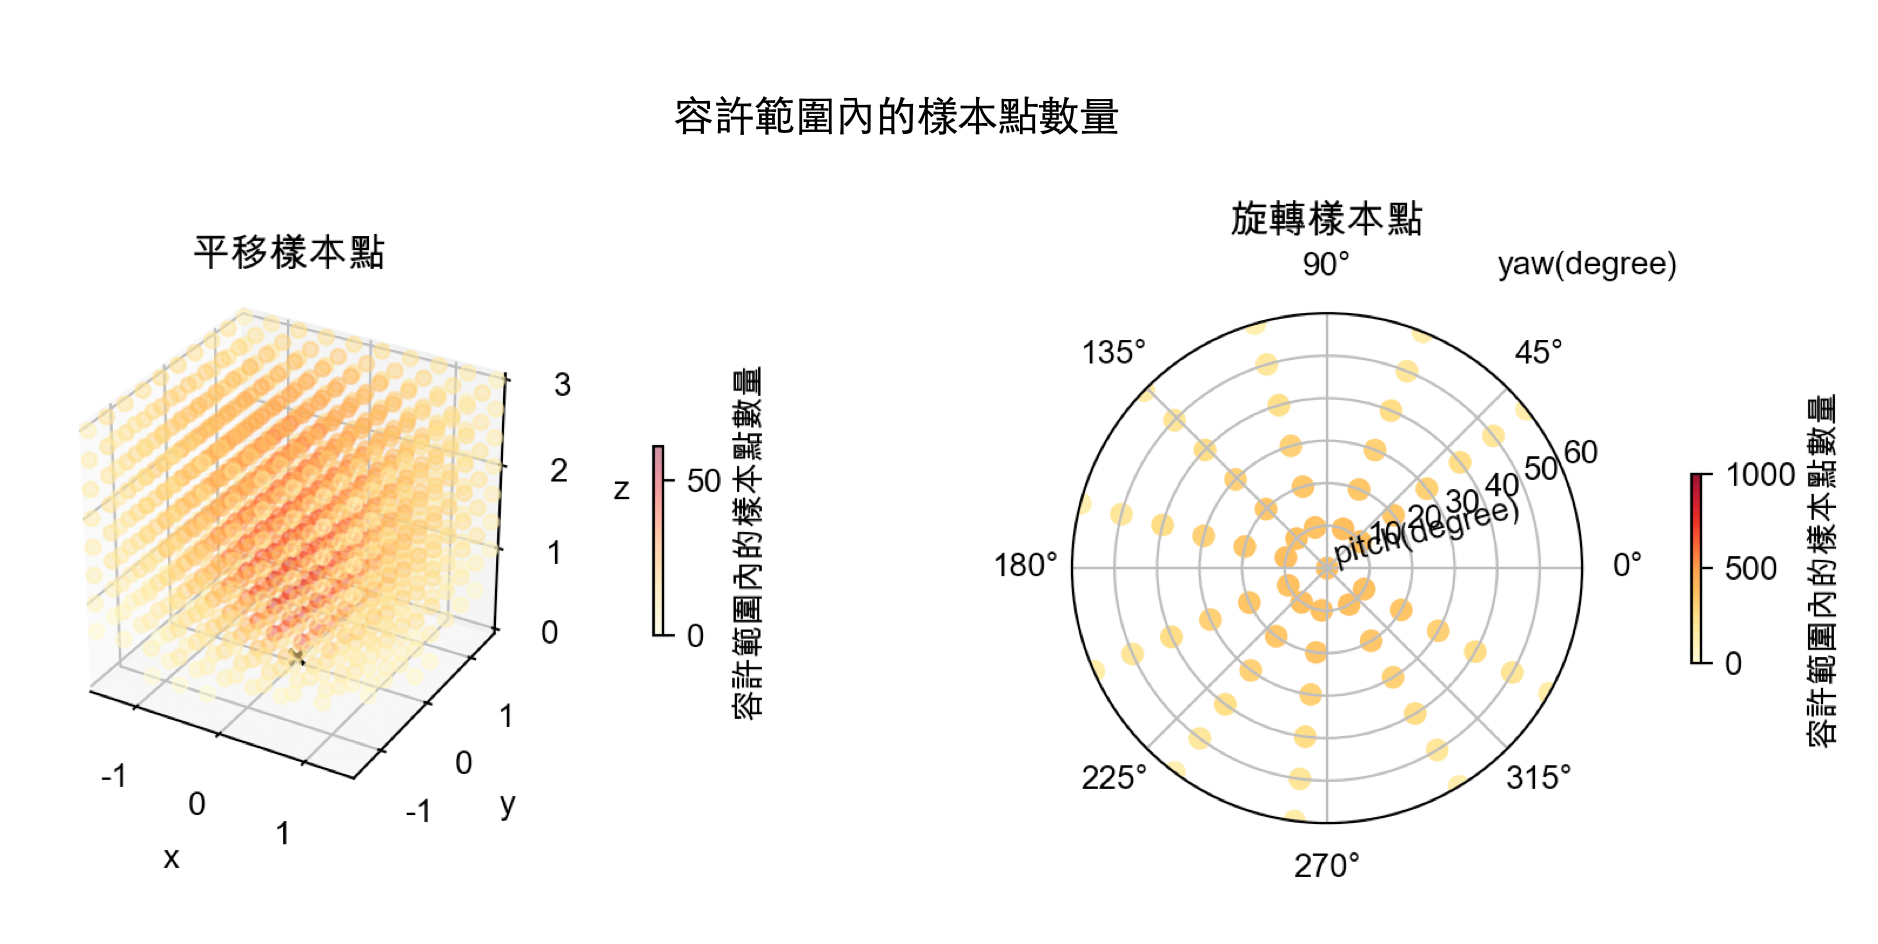 容許範圍內的樣本點數量
平移樣本點
3
2
1
0
z
-1
0
1
x
-1
0
1
y
50
0
容許範圍內的樣本點數量
旋轉樣本點
yaw(degree)
90°
135°
45°
180°
0°
225°
315°
270°
10
20
30
40
50
60
pitch(degree)
1000
500
0
容許範圍內的樣本點數量